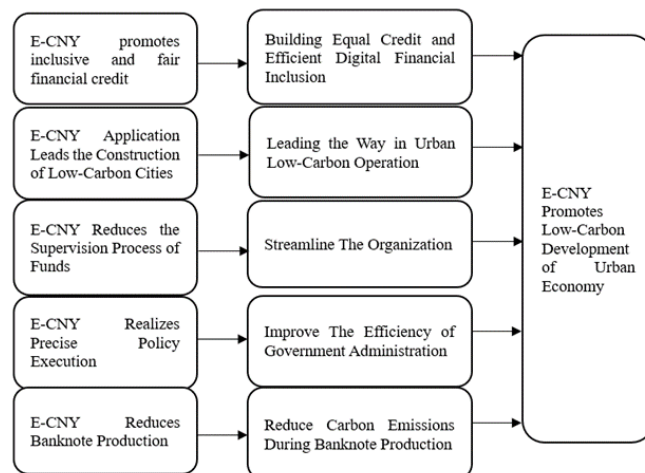 E-CNY promotes
inclusive and fair
financial credit
Building Equal Credit and
Efficient Digital Financial
Inclusion
E-CNY Application
Leads the Construction
of Low-Carbon Cities
Leading the Way in Urban
Low-Carbon Operation
E-CNY Reduces the
Supervision Process of
Funds
Streamline The Organization
E-CNY Realizes
Precise Policy
Execution
Improve The Efficiency of
Government Administration
E-CNY Reduces
Banknote Production
Reduce Carbon Emissions
During Banknote Production
E-CNY
Promotes
Low-Carbon
Development
of Urban
Economy